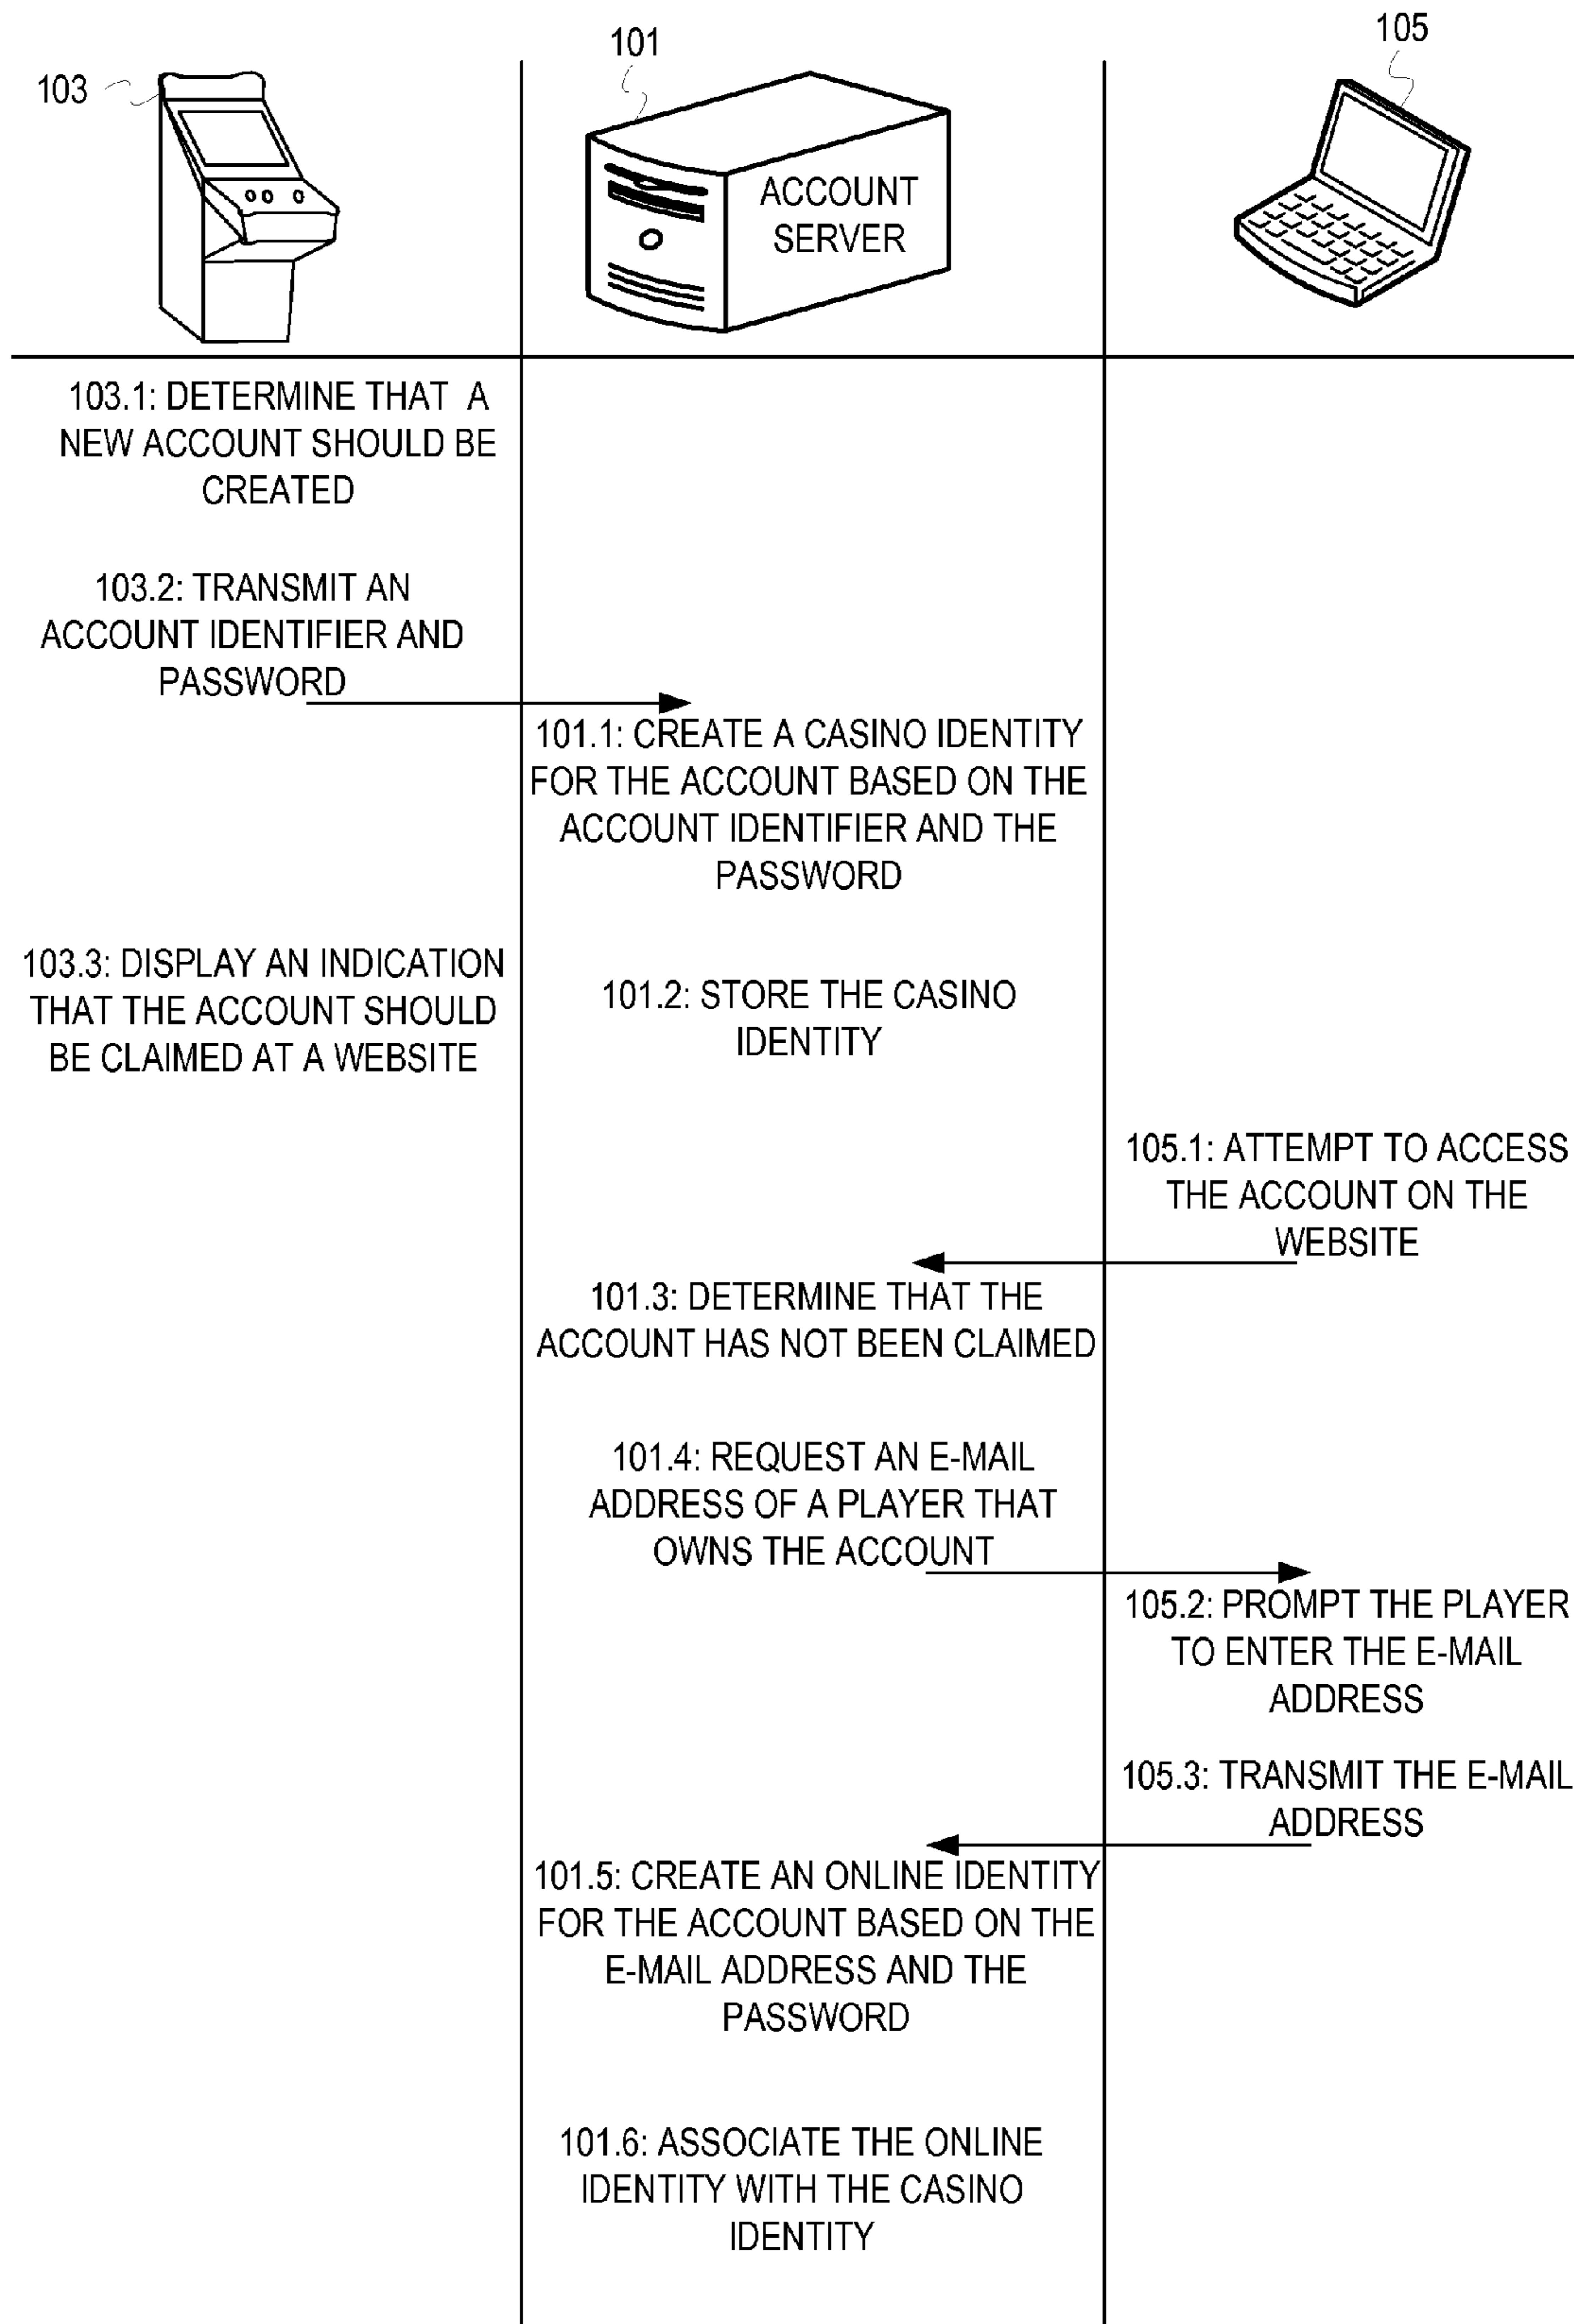 103
101
105
ACCOUNT
SERVER
103.1: DETERMINE THAT A
NEW ACCOUNT SHOULD BE
CREATED
103.2: TRANSMIT AN
ACCOUNT IDENTIFIER AND
PASSWORD
101.1: CREATE A CASINO IDENTITY
FOR THE ACCOUNT BASED ON THE
ACCOUNT IDENTIFIER AND THE
PASSWORD
103.3: DISPLAY AN INDICATION
THAT THE ACCOUNT SHOULD
BE CLAIMED AT A WEBSITE
101.2: STORE THE CASINO
IDENTITY
105.1: ATTEMPT TO ACCESS
THE ACCOUNT ON THE
WEBSITE
101.3: DETERMINE THAT THE
ACCOUNT HAS NOT BEEN CLAIMED
101.4: REQUEST AN E-MAIL
ADDRESS OF A PLAYER THAT
OWNS THE ACCOUNT
105.2: PROMPT THE PLAYER
TO ENTER THE E-MAIL
ADDRESS
105.3: TRANSMIT THE E-MAIL
ADDRESS
101.5: CREATE AN ONLINE IDENTITY
FOR THE ACCOUNT BASED ON THE
E-MAIL ADDRESS AND THE
PASSWORD
101.6: ASSOCIATE THE ONLINE
IDENTITY WITH THE CASINO
IDENTITY